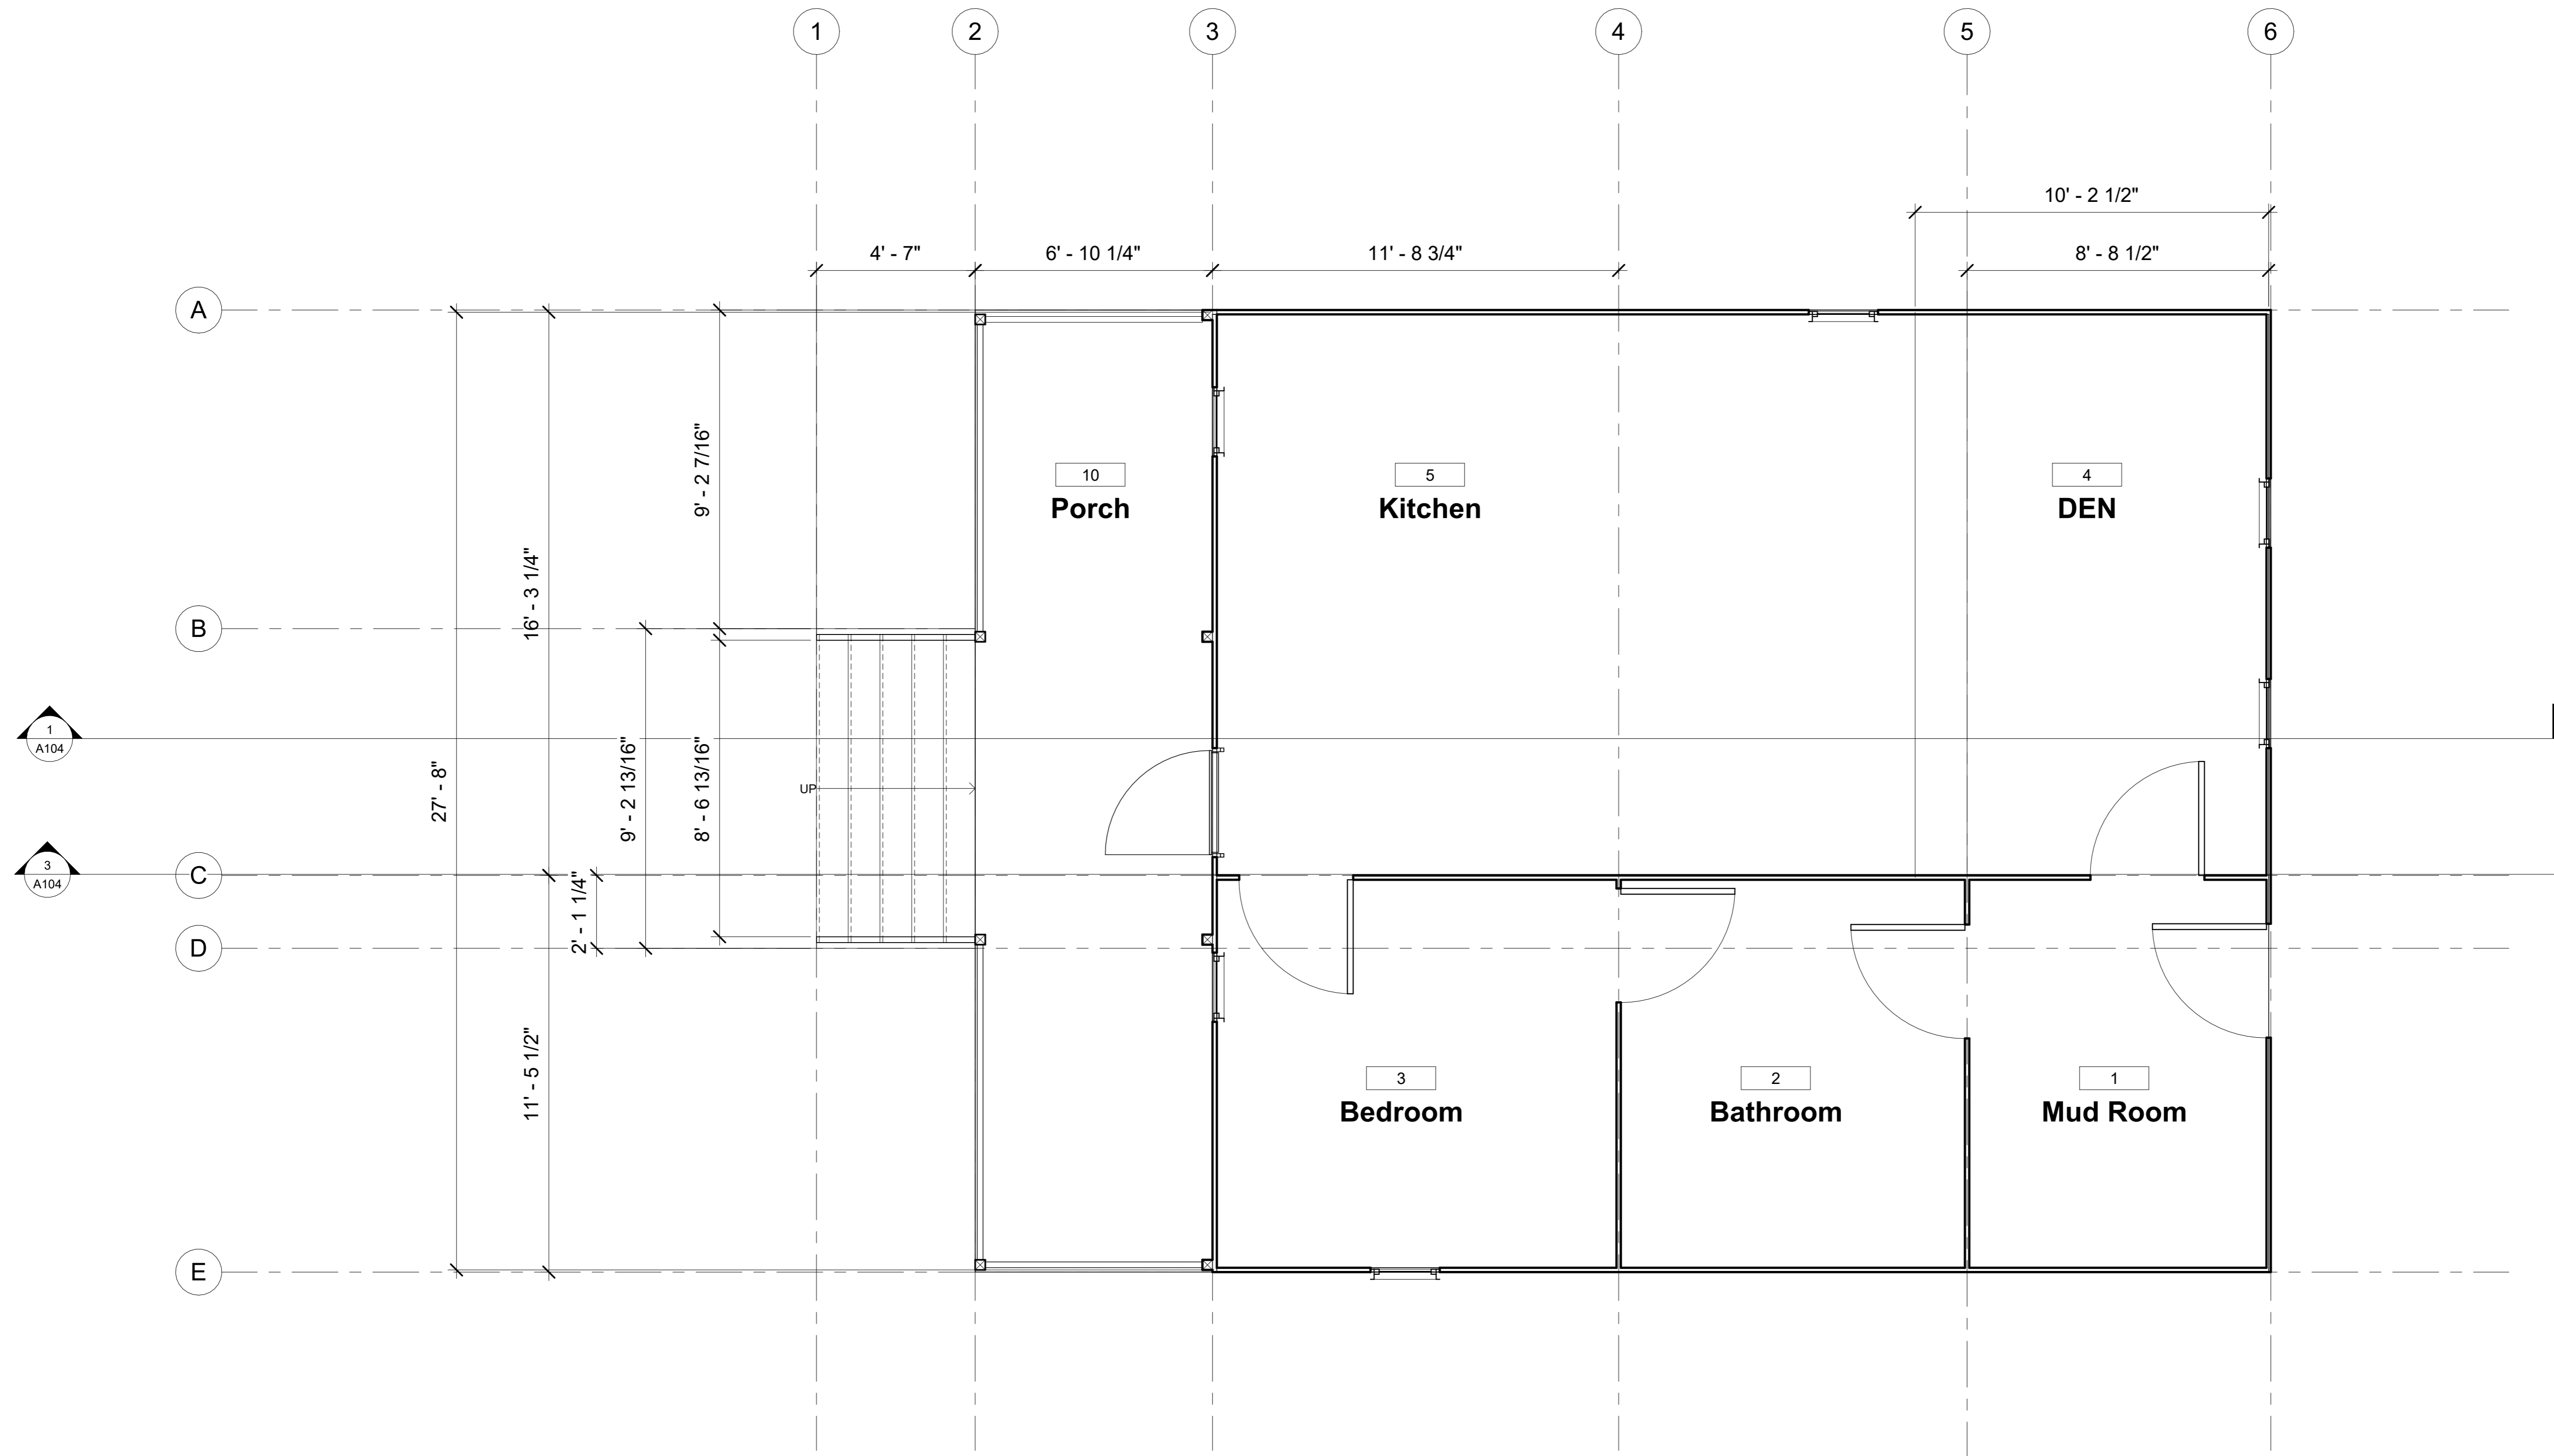 1 2 3 4 5 6
10' - 2 1/2"
4' - 7" 6' - 10 1/4" 11' - 8 3/4" 8' - 8 1/2"
A
9' - 2 7/16"
10 5 4
Porch Kitchen DEN
16' - 3 1/4"
B
1
A104
27' - 8"
9' - 2 13/16"
8' - 6 13/16"
UP
3
A104
C
2' - 1 1/4"
D
11' - 5 1/2"
3 2 1
Bedroom Bathroom Mud Room
E